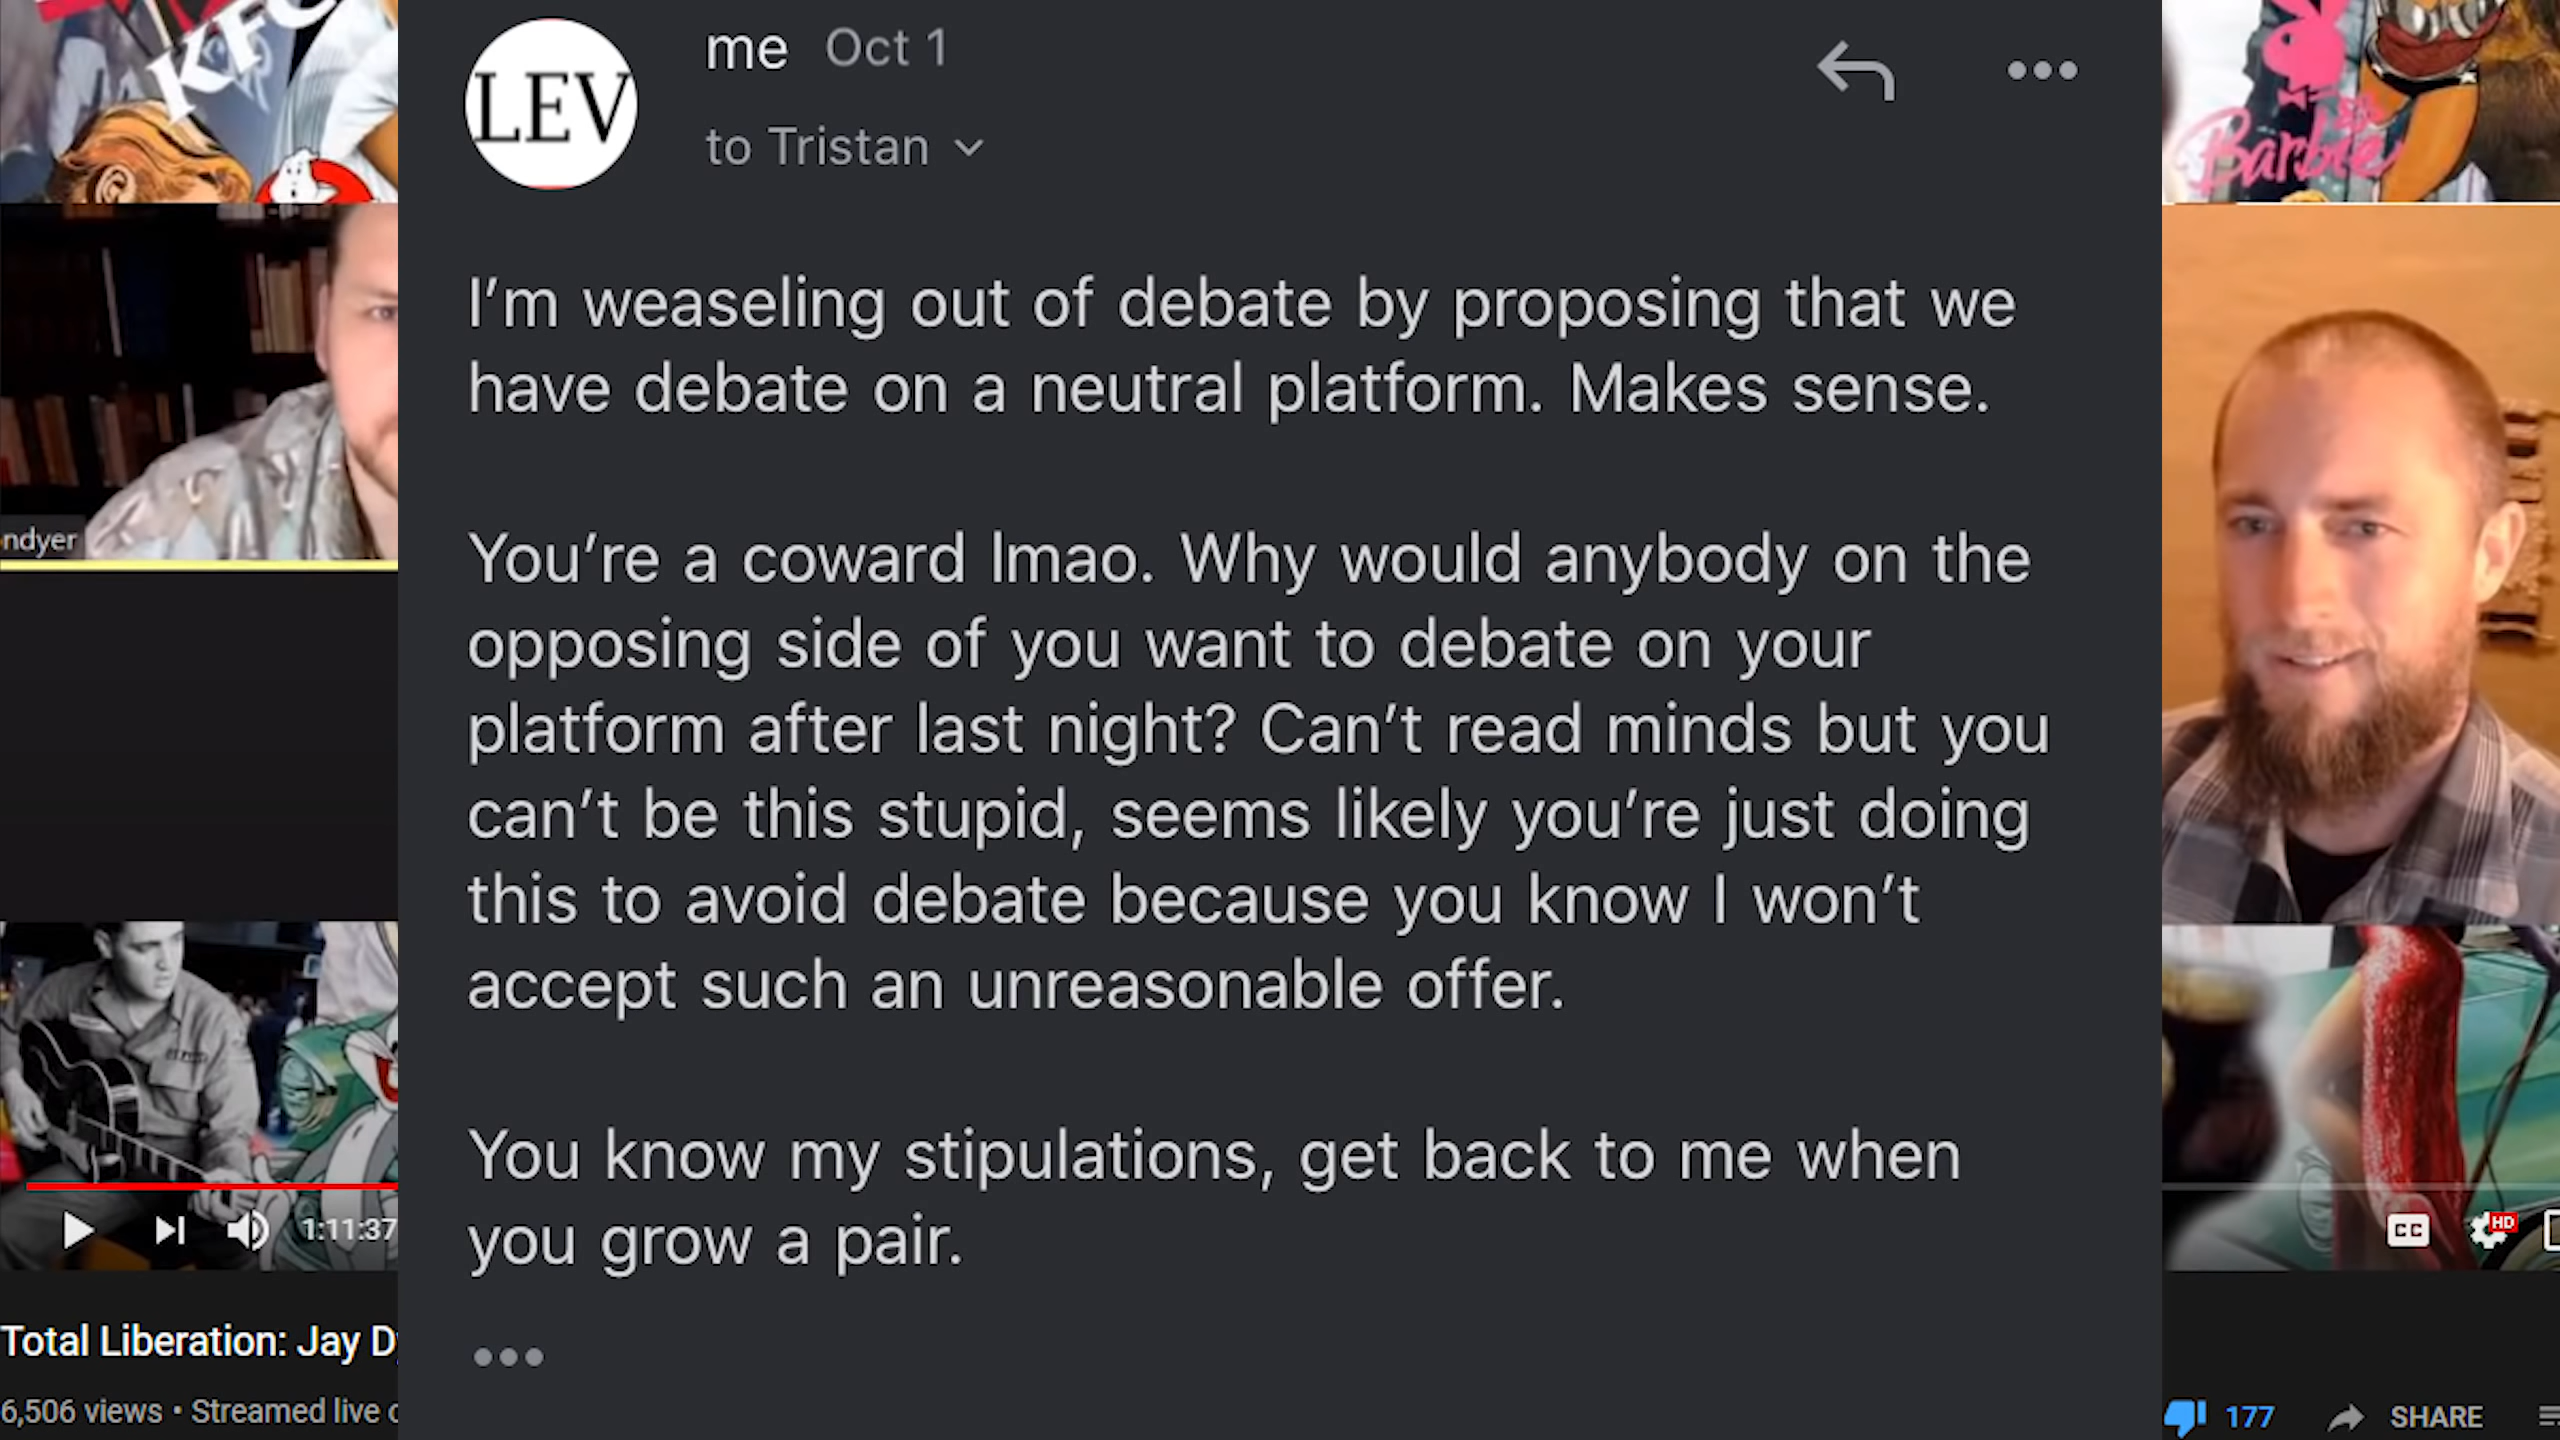 KFC
LEV
me Oct 1
to Tristan
Barbie
I'm weaseling out of debate by proposing that we
have debate on a neutral platform. Makes sense.
ndyer
You're a coward lmao. Why would anybody on the
opposing side of you want to debate on your
platform after last night? Can't read minds but you
can't be this stupid, seems likely you're just doing
this to avoid debate because you know I won't
accept such an unreasonable offer.
You know my stipulations, get back to me when
you grow a pair.
1:11:37
CC
HD
Total Liberation: Jay D
6,506 views • Streamed live
177 SHARE